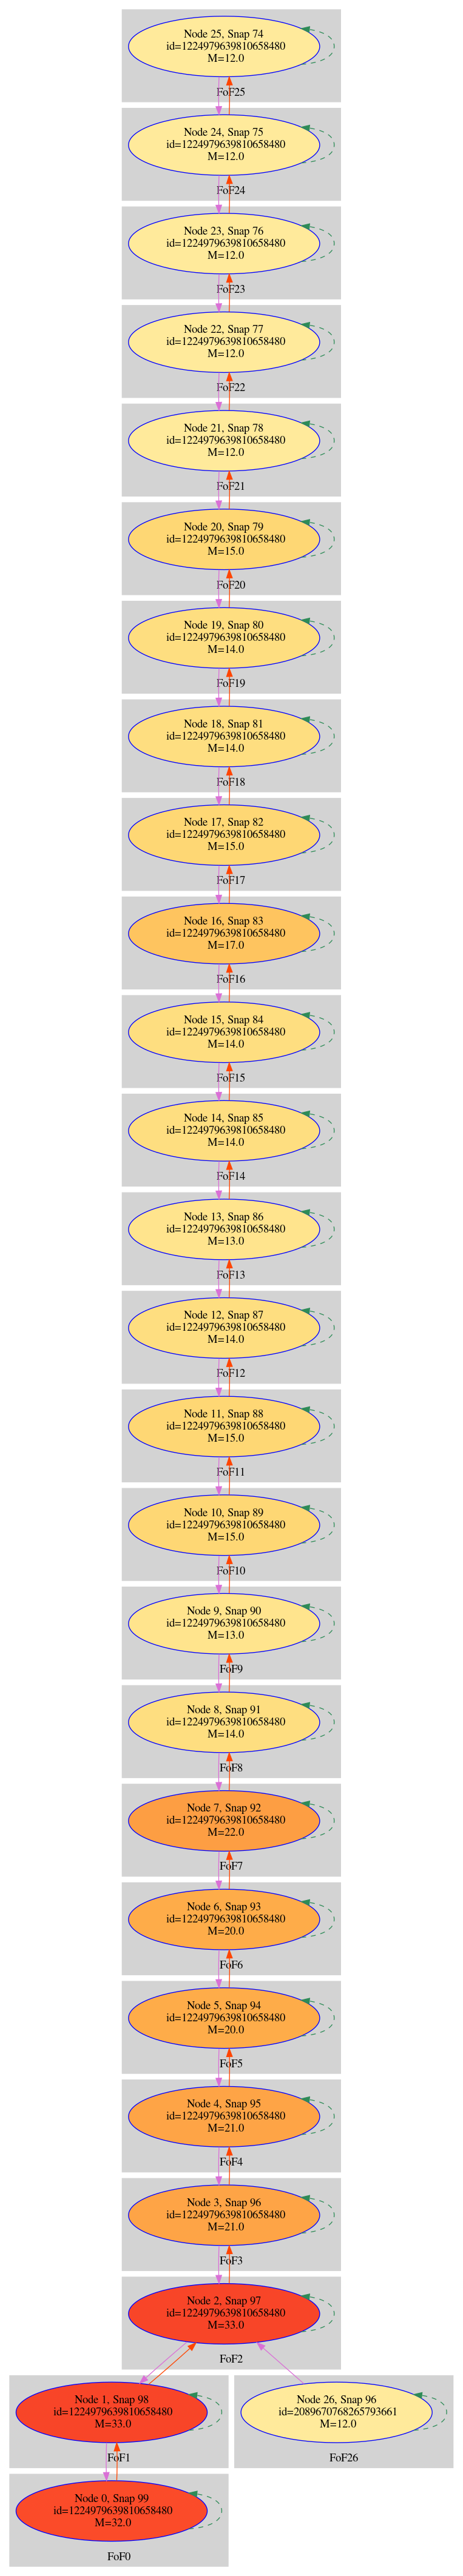 Node 25, Snap 74
id=1224979639810658480
M=12.0
FoF25
Node 24, Snap 75
id=1224979639810658480
M=12.0
FoF24
Node 23, Snap 76
id=1224979639810658480
M=12.0
FoF23
Node 22, Snap 77
id=1224979639810658480
M=12.0
FoF22
Node 21, Snap 78
id=1224979639810658480
M=12.0
FoF21
Node 20, Snap 79
id=1224979639810658480
M=15.0
FoF20
Node 19, Snap 80
id=1224979639810658480
M=14.0
FoF19
Node 18, Snap 81
id=1224979639810658480
M=14.0
FoF18
Node 17, Snap 82
id=1224979639810658480
M=15.0
FoF17
Node 16, Snap 83
id=1224979639810658480
M=17.0
FoF16
Node 15, Snap 84
id=1224979639810658480
M=14.0
FoF15
Node 14, Snap 85
id=1224979639810658480
M=14.0
FoF14
Node 13, Snap 86
id=1224979639810658480
M=13.0
FoF13
Node 12, Snap 87
id=1224979639810658480
M=14.0
FoF12
Node 11, Snap 88
id=1224979639810658480
M=15.0
FoF11
Node 10, Snap 89
id=1224979639810658480
M=15.0
FoF10
Node 9, Snap 90
id=1224979639810658480
M=13.0
FoF9
Node 8, Snap 91
id=1224979639810658480
M=14.0
FoF8
Node 7, Snap 92
id=1224979639810658480
M=22.0
FoF7
Node 6, Snap 93
id=1224979639810658480
M=20.0
FoF6
Node 5, Snap 94
id=1224979639810658480
M=20.0
FoF5
Node 4, Snap 95
id=1224979639810658480
M=21.0
FoF4
Node 3, Snap 96
id=1224979639810658480
M=21.0
FoF3
Node 2, Snap 97
id=1224979639810658480
M=33.0
FoF2
Node 1, Snap 98
id=1224979639810658480
M=33.0
FoF1
Node 26, Snap 96
id=2089670768265793661
M=12.0
FoF26
Node 0, Snap 99
id=1224979639810658480
M=32.0
FoF0